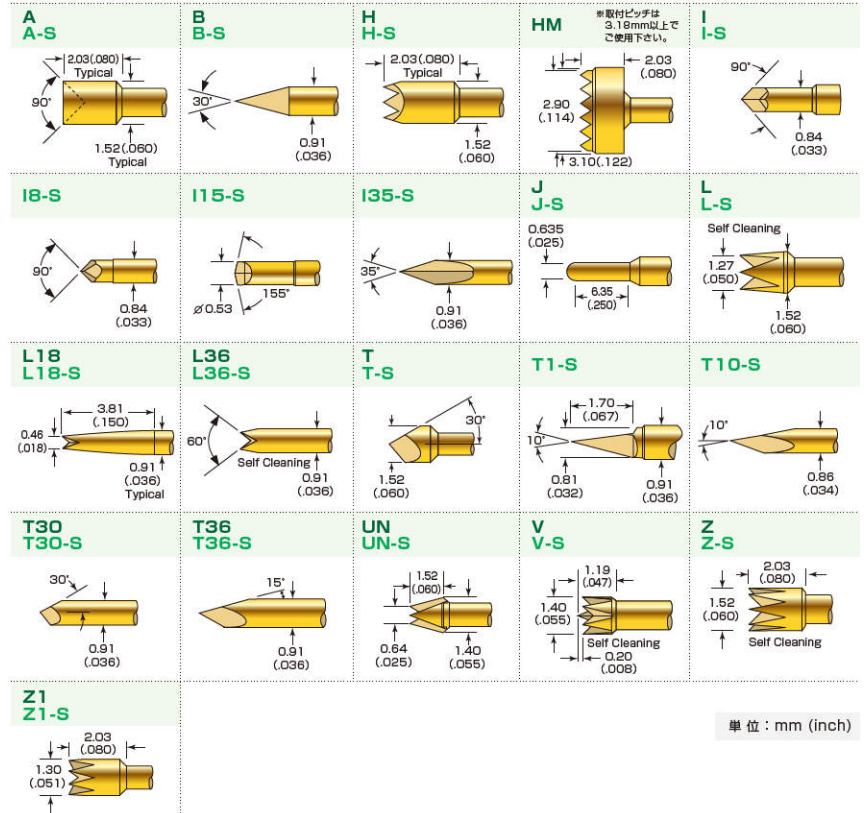 A
A-S
2.03(.080)
Typical
90°
1.52(.060)
Typical
B
B-S
30°
0.91
(.036)
H
H-S
2.03(.080)
Typical
1.52
(.060)
HM
※取付ピッチは
3.18mm以上で
ご使用下さい。
2.03
(.080)
2.90
(.114)
3.10(.122)
I
I-S
90°
0.84
(.033)
I8-S
90°
0.84
(.033)
I15-S
Ø0.53
155°
I35-S
35°
0.91
(.036)
J
J-S
0.635
(.025)
6.35
(.250)
L
L-S
Self Cleaning
1.27
(.050)
1.52
(.060)
L18
L18-S
3.81
(.150)
0.46
(.018)
0.91
(.036)
Typical
L36
L36-S
60°
Self Cleaning
0.91
(.036)
T
T-S
30°
1.52
(.060)
T1-S
1.70
(.067)
10°
0.81
(.032)
0.91
(.036)
T10-S
10°
0.86
(.034)
T30
T30-S
30°
0.91
(.036)
T36
T36-S
15°
0.91
(.036)
UN
UN-S
1.52
(.060)
0.64
(.025)
1.40
(.055)
V
V-S
1.19
(.047)
1.40
(.055)
Self Cleaning
0.20
(.008)
Z
Z-S
2.03
(.080)
1.52
(.060)
Self Cleaning
Z1
Z1-S
2.03
(.080)
1.30
(.051)
単位：mm (inch)